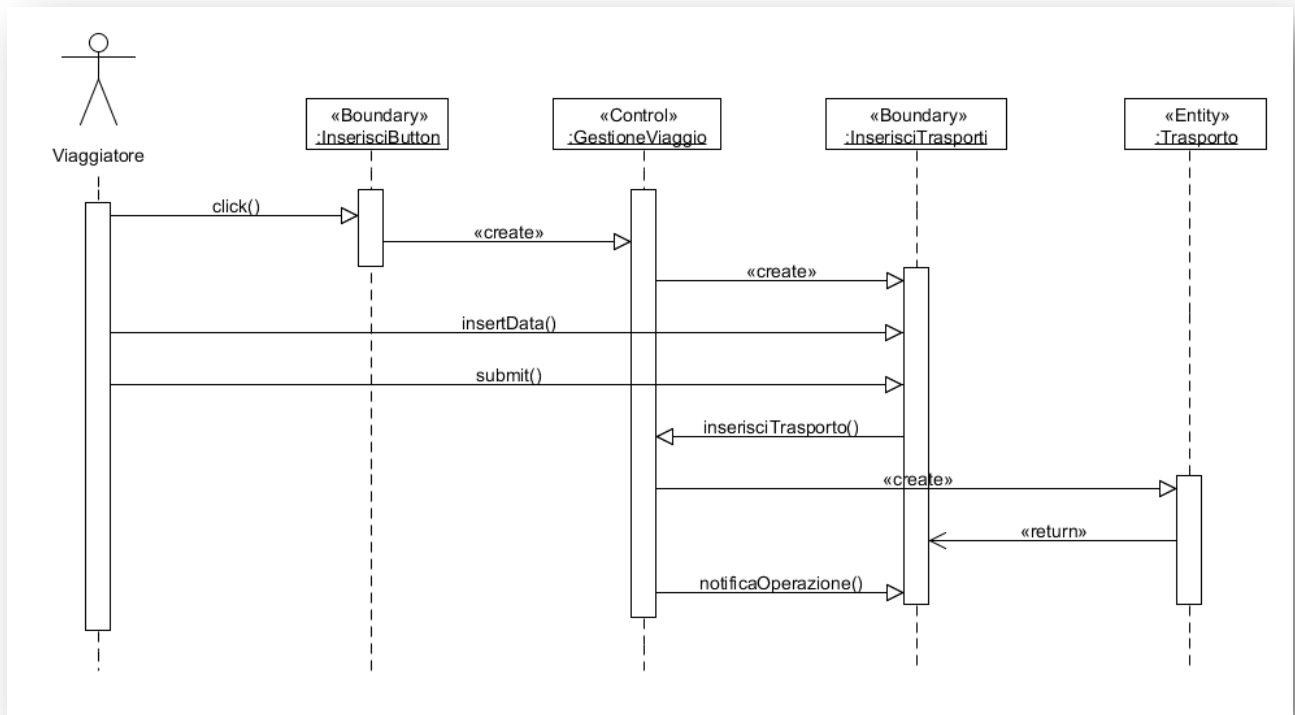 «Boundary»
:InserisciButton
«Control»
:GestioneViaggio
«Boundary»
:InserisciTrasporti
«Entity»
:Trasporto
Viaggiatore
click()
«create»
«create»
insertData()
submit()
inserisciTrasporto()
«create»
«return»
notificaOperazione()